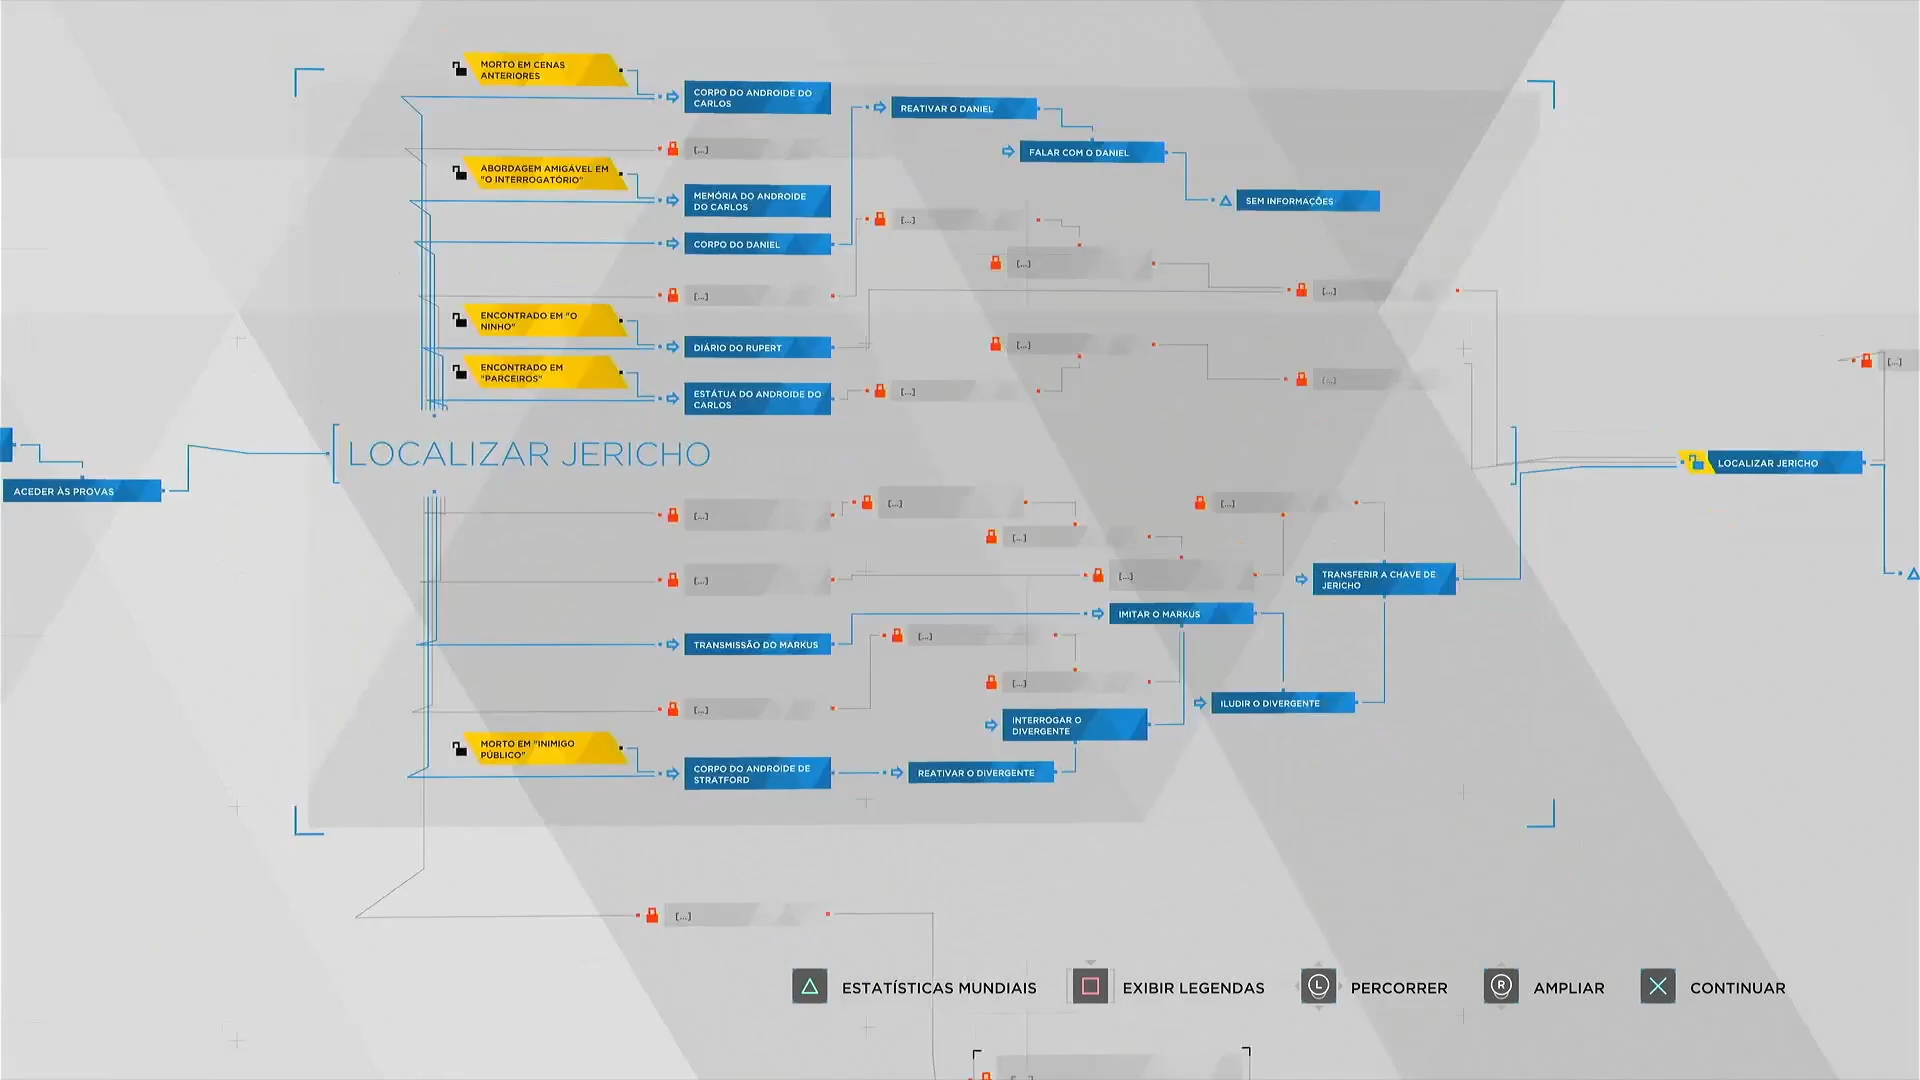 MORTO EM CENAS
ANTERIORES
CORPO DO ANDROIDE DO
CARLOS
REATIVAR O DANIEL
[...]
FALAR COM O DANIEL
ABORDAGEM AMIGÁVEL EM
"O INTERROGATÓRIO"
MEMÓRIA DO ANDROIDE
DO CARLOS
SEM INFORMAÇÕES
[...]
CORPO DO DANIEL
[...]
[...]
[...]
ENCONTRADO EM "O
NINHO"
DIÁRIO DO RUPERT
[...]
[...]
ENCONTRADO EM
"PARCEIROS"
[...]
ESTÁTUA DO ANDROIDE DO
CARLOS
[...]
LOCALIZAR JERICHO
LOCALIZAR JERICHO
ACEDER ÀS PROVAS
[...]
[...]
[...]
[...]
[...]
[...]
TRANSFERIR A CHAVE DE
JERICHO
IMITAR O MARKUS
TRANSMISSÃO DO MARKUS
[...]
[...]
[...]
ILUDIR O DIVERGENTE
INTERROGAR O
DIVERGENTE
MORTO EM "INIMIGO
PÚBLICO"
CORPO DO ANDROIDE DE
STRATFORD
REATIVAR O DIVERGENTE
[...]
ESTATÍSTICAS MUNDIAIS
EXIBIR LEGENDAS
L
PERCORRER
R
AMPLIAR
CONTINUAR
[...]